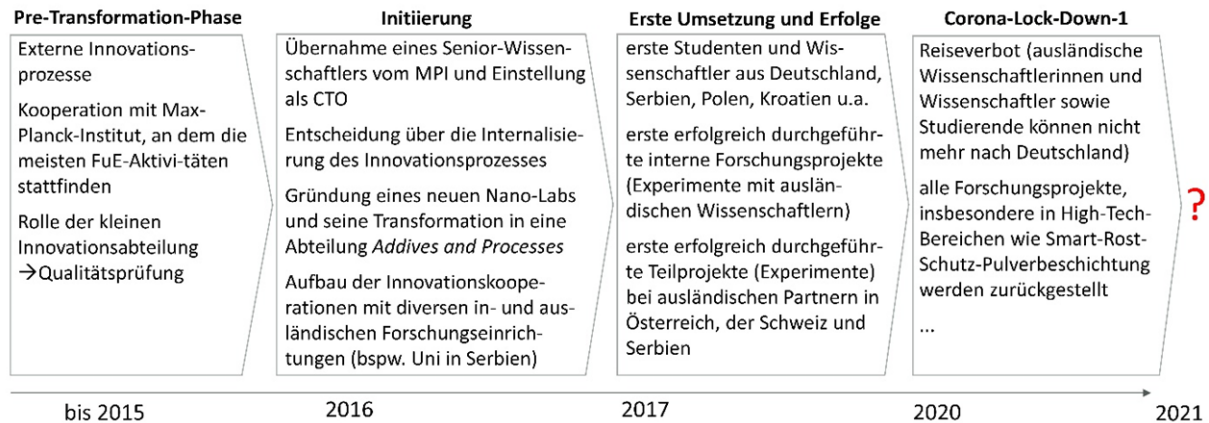 Pre-Transformation-Phase
Externe Innovations-
prozesse
Kooperation mit Max-
Planck-Institut, an dem die
meisten FuE-Aktivi-täten
stattfinden
Rolle der kleinen
Innovationsabteilung
→Qualitätsprüfung
Initiierung
Übernahme eines Senior-Wissen-
schaftlers vom MPI und Einstellung
als CTO
Entscheidung über die Internalisie-
rung des Innovationsprozesses
Gründung eines neuen Nano-Labs
und seine Transformation in eine
Abteilung Addives and Processes
Aufbau der Innovationskoope-
rationen mit diversen in- und aus-
ländischen Forschungseinrich-
tungen (bspw. Uni in Serbien)
Erste Umsetzung und Erfolge
erste Studenten und Wis-
senschaftler aus Deutschland,
Serbien, Polen, Kroatien u.a.
erste erfolgreich durchgeführ-
te interne Forschungsprojekte
(Experimente mit auslän-
dischen Wissenschaftlern)
erste erfolgreich durchgeführ-
te Teilprojekte (Experimente)
bei ausländischen Partnern in
Österreich, der Schweiz und
Serbien
Corona-Lock-Down-1
Reiseverbot (ausländische
Wissenschaftlerinnen und
Wissenschaftler sowie
Studierende können nicht
mehr nach Deutschland)
alle Forschungsprojekte,
insbesondere in High-Tech-
Bereichen wie Smart-Rost-
Schutz-Pulverbeschichtung
werden zurückgestellt
...
?
bis 2015
2016
2017
2020
2021